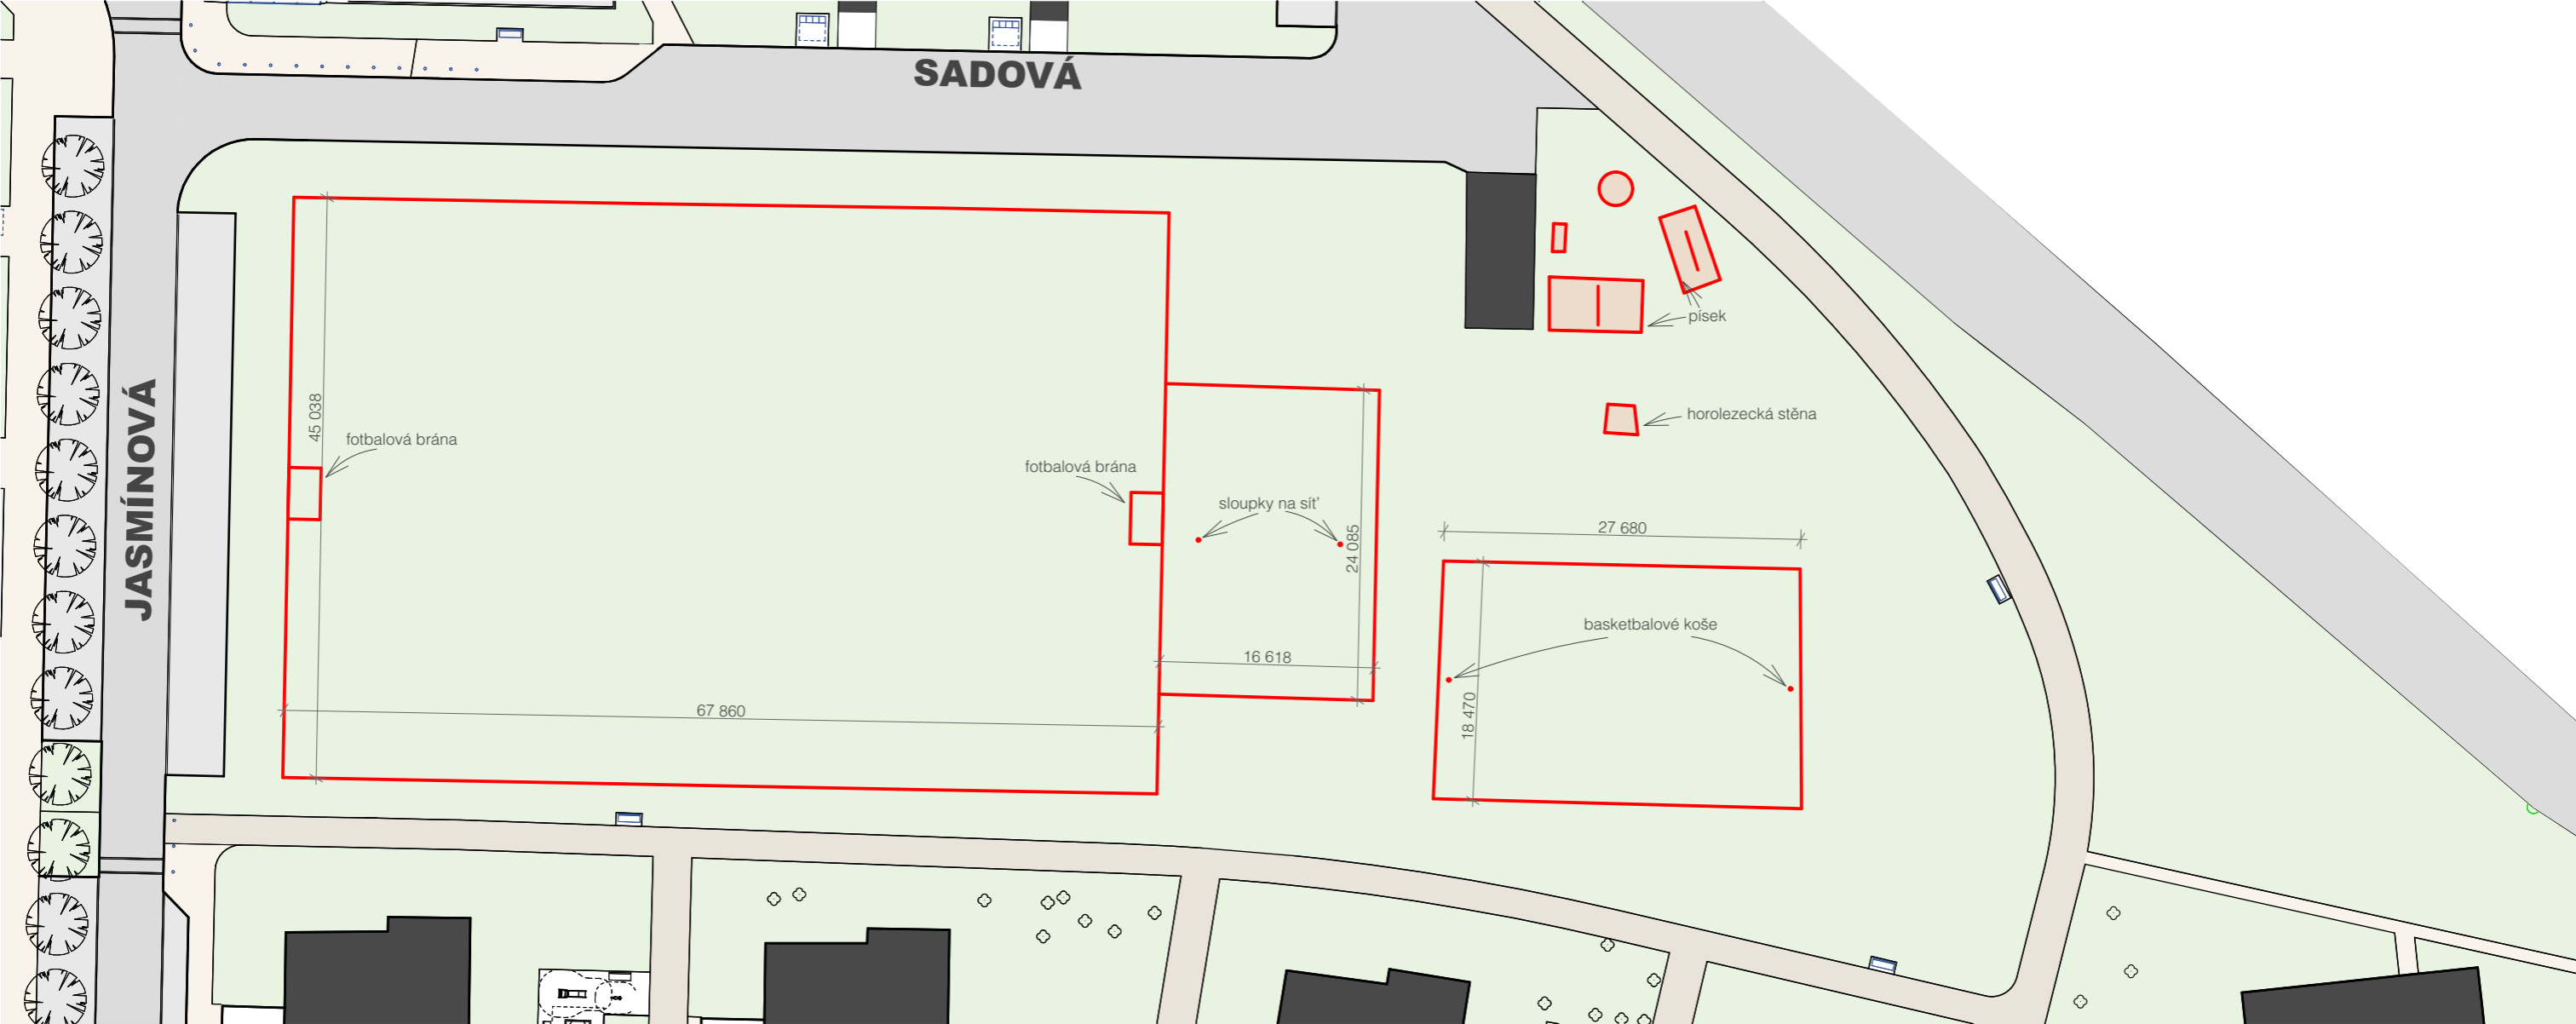 SADOVÁ
JASMÍNOVÁ
písek
45 038
fotbalová brána
horolezecká stěna
fotbalová brána
sloupky na sít'
27 680
24 085
basketbalové koše
16 618
18 470
67 860